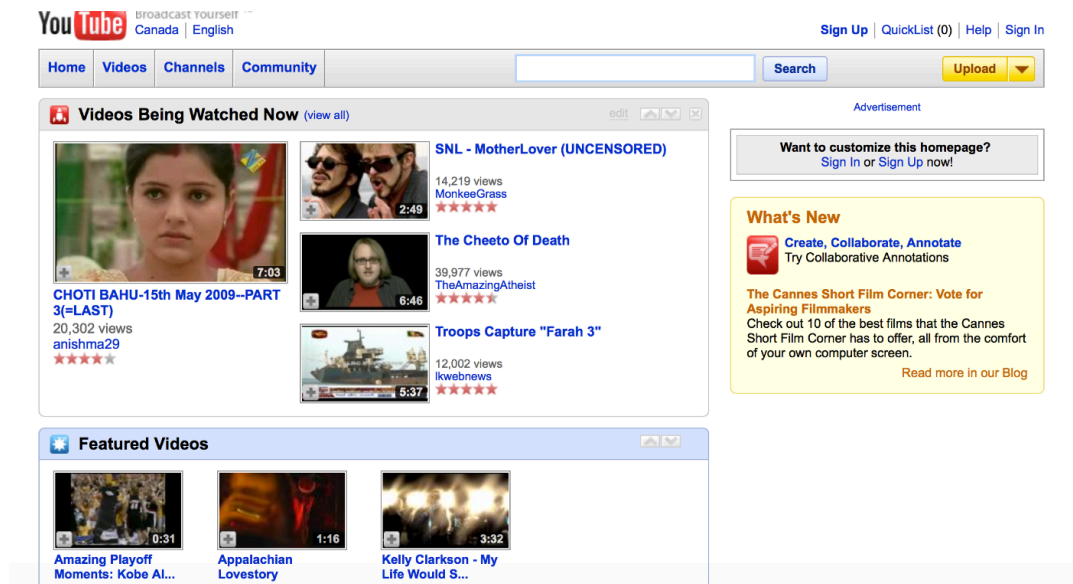 You Tube
Broadcast Yourself ™
Canada | English
Sign Up | QuickList (0) | Help | Sign In
Home Videos Channels Community
Search
Upload
Videos Being Watched Now (view all)
edit
7:03
CHOTI BAHU-15th May 2009--PART
3(=LAST)
20,302 views
anishma29
2:49
SNL - MotherLover (UNCENSORED)
14,219 views
MonkeeGrass
6:46
The Cheeto Of Death
39,977 views
TheAmazingAtheist
5:37
Troops Capture "Farah 3"
12,002 views
lkwebnews
Advertisement
Want to customize this homepage?
Sign In or Sign Up now!
What's New
Create, Collaborate, Annotate
Try Collaborative Annotations
The Cannes Short Film Corner: Vote for
Aspiring Filmmakers
Check out 10 of the best films that the Cannes
Short Film Corner has to offer, all from the comfort
of your own computer screen.
Read more in our Blog
Featured Videos
0:31
Amazing Playoff
Moments: Kobe Al...
1:16
Appalachian
Lovestory
3:32
Kelly Clarkson - My
Life Would S...